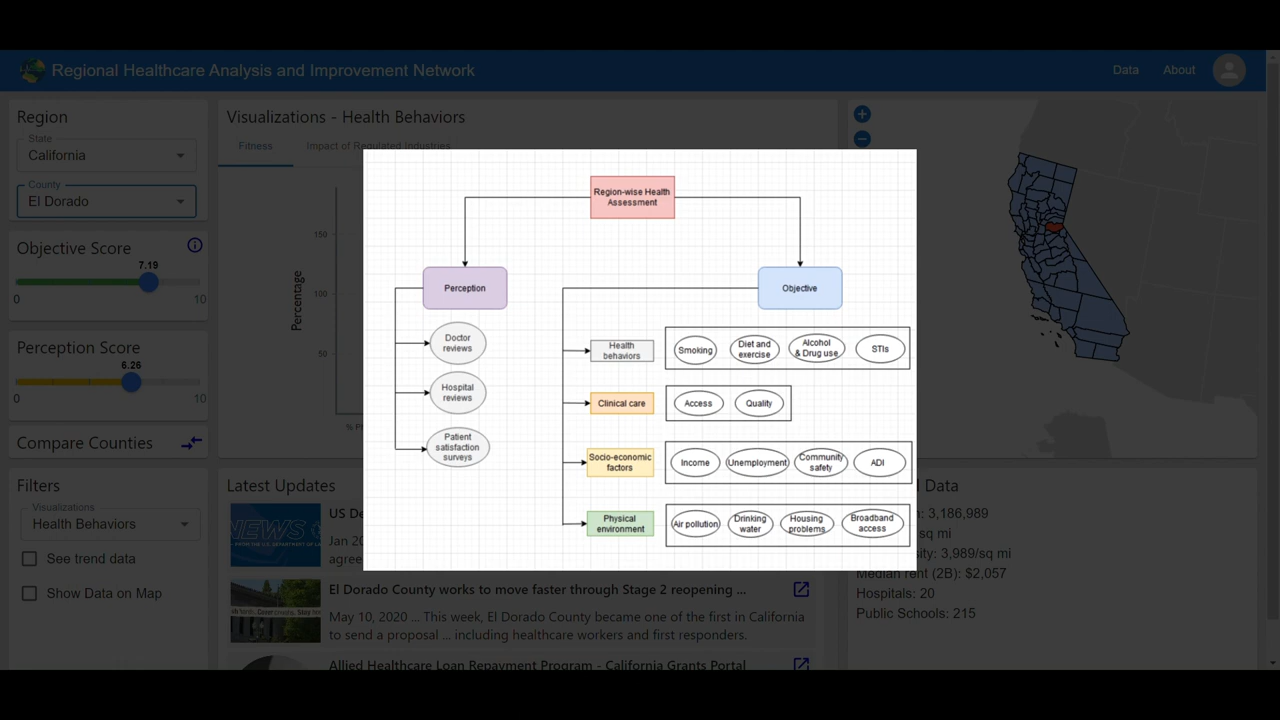 Regional Healthcare Analysis and Improvement Network
Data
About
Region
State
California
County
El Dorado
Objective Score
7.19
0
10
Perception Score
6.26
0
10
Compare Counties
Filters
Visualizations
Health Behaviors
See trend data
Show Data on Map
Visualizations - Health Behaviors
Fitness
Impact of Regulated Industries
Percentage
150
100
50
Region-wise Health
Assessment
Perception
Doctor
reviews
Hospital
reviews
Patient
satisfaction
surveys
Objective
Health
behaviors
Smoking
Diet and
exercise
Alcohol
& Drug use
STIs
Clinical care
Access
Quality
Socio-economic
factors
Income
Unemployment
Community
safety
ADI
Physical
environment
Air pollution
Drinking
water
Housing
problems
Broadband
access
Latest Updates
NEWS
US De
Jan 20
agree
El Dorado County works to move faster through Stage 2 reopening ...
May 10, 2020 ... This week, El Dorado County became one of the first in California
to send a proposal ... including healthcare workers and first responders.
Allied Healthcare Loan Repayment Program - California Grants Portal
Data
: 3,186,989
sq mi
: 3,989/sq mi
Median rent (2B): $2,057
Hospitals: 20
Public Schools: 215